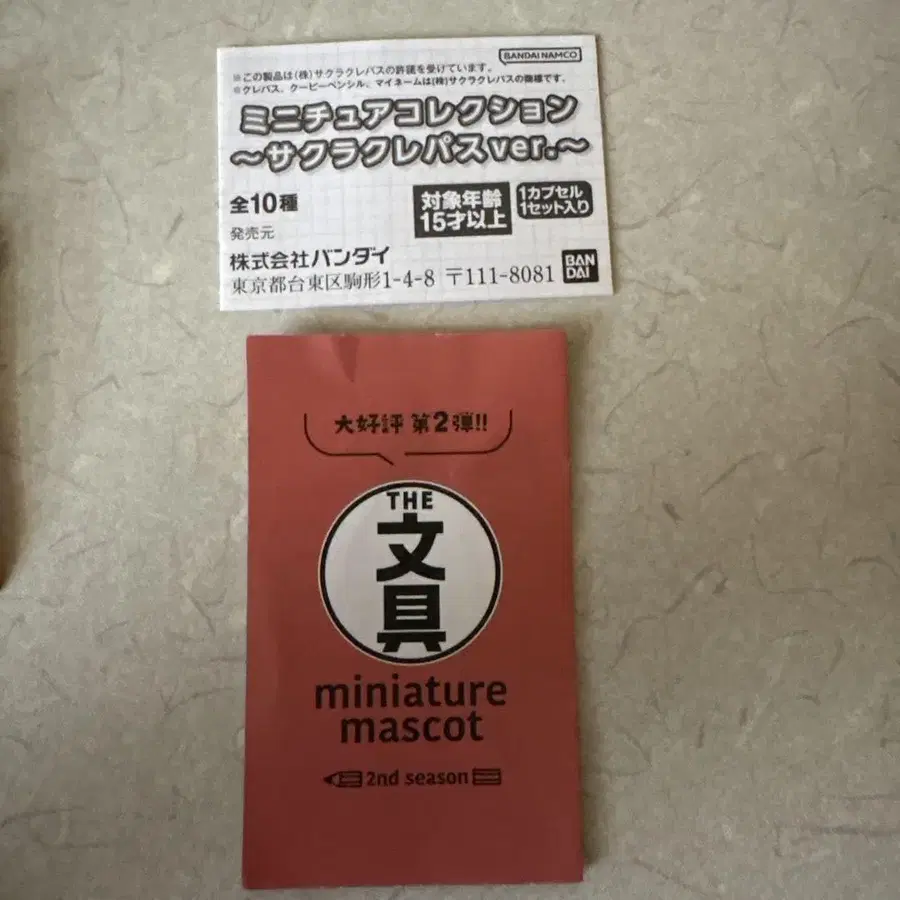 BANDAI NAMCO
※この製品は(株)サクラクレパスの許諾を受けています。
※クレパス、クーピーペンシル、マイネームは(株)サクラクレパスの商標です。
ミニチュアコレクション
～サクラクレパスver.～
全10種
対象年齢
15才以上
1カプセル
1セット入り
発売元
株式会社バンダイ
東京都台東区駒形1-4-8 〒111-8081
BAN
DAI
大好評 第2弾!!
THE
文
具
miniature
mascot
2nd season